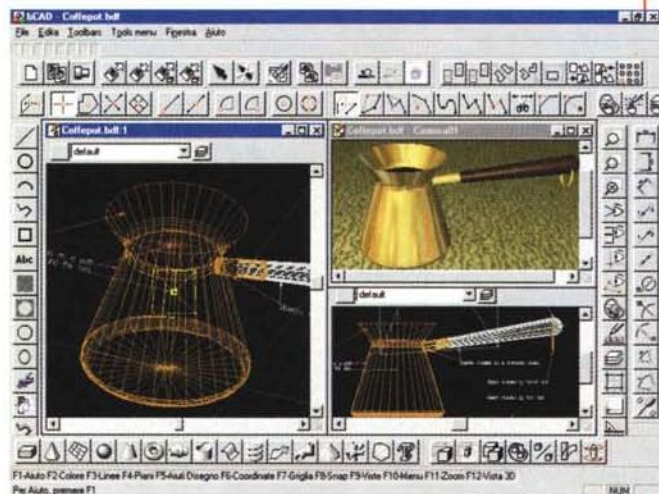 bCAD - Coffepot.bdf
File Edita Toolbars Tools menu Finestra Aiuto
Coffepot.bdf:1
default
Coffepot.bdf : Camera01
default
Abc
F1-Aiuto F2-Colore F3-Linee F4-Piani F5-Aiuti Disegno F6-Coordinate F7-Griglia F8-Snap F9-Viste F10-Menu F11-Zoom F12-Vista 3D
Per Aiuto, premere F1
NUM